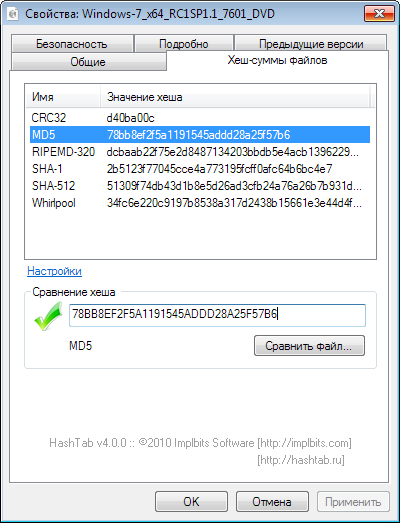 Свойства: Windows-7_x64_RC1SP1.1_7601_DVD
Безопасность Подробно Предыдущие версии
Общие Хеш-суммы файлов
Имя Значение хеша
CRC32 d40ba00c
MD5 78bb8ef2f5a1191545addd28a25f57b6
RIPEMD-320 dcbaab22f75e2d8487134203bbdb5e4acb1396229...
SHA-1 2b5123f77045cce4a773195fcff0afc64b6bc4e7
SHA-512 51309f74db43d1b8e5d26ad3cfb24a76a26b7b931d...
Whirlpool 34fc6e220c9197b8538a317d2438b15661e3e44d4f...
Настройки
Сравнение хеша
78BB8EF2F5A1191545ADDD28A25F57B6
MD5 Сравнить файл...
HashTab v4.0.0 :: ©2010 Implbits Software [http://implbits.com]
[http://hashtab.ru]
OK Отмена Применить